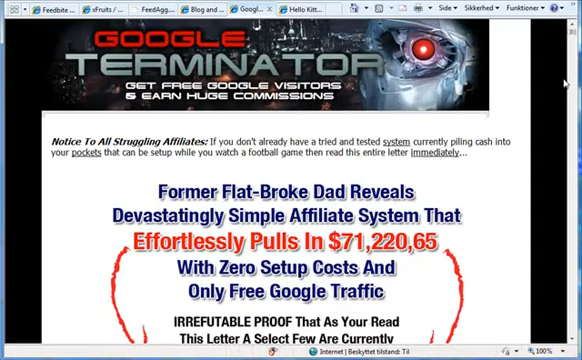 Feedbite
xFruits /
FeedAgg...
Blog and ...
Googl...
Hello Kitt...
Side
Sikkerhed
Funktioner
GOOGLE
TERMINATOR
GET FREE GOOGLE VISITORS
& EARN HUGE COMMISSIONS
Notice To All Struggling Affiliates: If you don't already have a tried and tested system currently piling cash into
your pockets that can be setup while you watch a football game then read this entire letter immediately...
Former Flat-Broke Dad Reveals
Devastatingly Simple Affiliate System That
Effortlessly Pulls In $71,220,65
With Zero Setup Costs And
Only Free Google Traffic
IRREFUTABLE PROOF That As Your Read
This Letter A Select Few Are Currently
Internet | Beskyttet tilstand: Til
100%